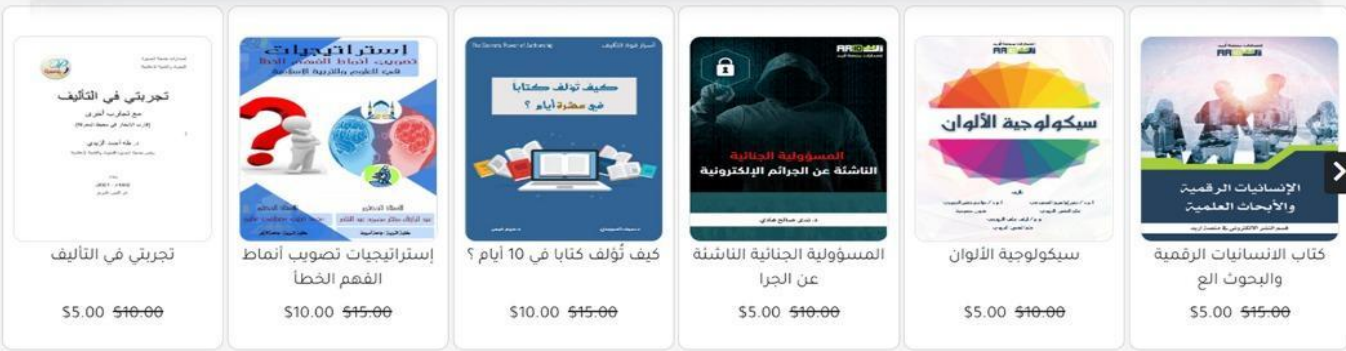 كتاب الانسانيات الرقمية
والبحوث الع
$5.00 $15.00
الإنسانيات الرقمية
والأبحاث العلمية
سيكولوجية الألوان
$5.00 $10.00
سيكولوجية الألوان
المسؤولية الجنائية الناشئة
عن الجرا
$5.00 $10.00
المسؤولية الجنائية
الناشئة عن الجرائم الإلكترونية
كيف تُؤلف كتابا في 10 أيام ؟
$10.00 $15.00
كيف تؤلف كتاباً
في عشرة أيام ؟
إستراتيجيات تصويب أنماط
الفهم الخطأ
$10.00 $15.00
استراتيجيات
تصويب أنماط الفهم الخطأ
في العلوم والتربية الإسلامية
تجربتي في التأليف
$5.00 $10.00
تجربتي في التأليف
مع تجارب أخرى